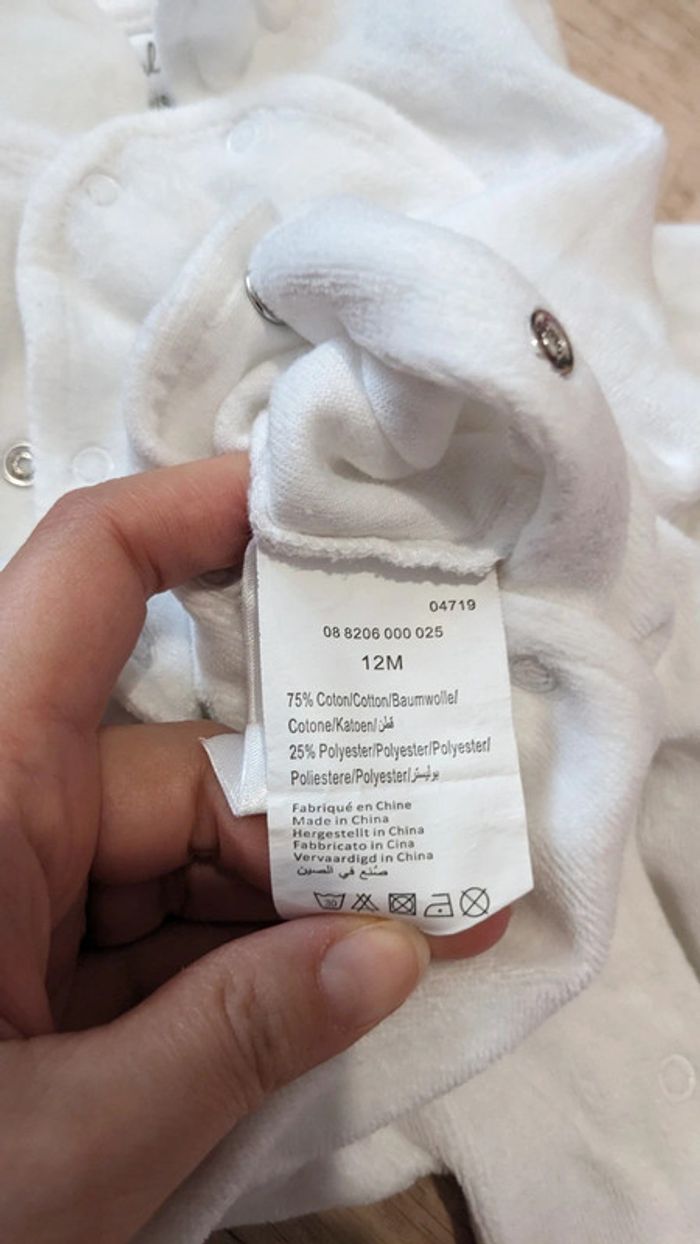 04719
08 8206 000 025
12M
75% Coton/Cotton/Baumwolle/
Cotone/Katoen/قطن
25% Polyester/Polyester/Polyester/
Poliestere/Polyester/بوليستر
Fabriqué en Chine
Made in China
Hergestellt in China
Fabbricato in Cina
Vervaardigd in China
صُنع في الصين
30